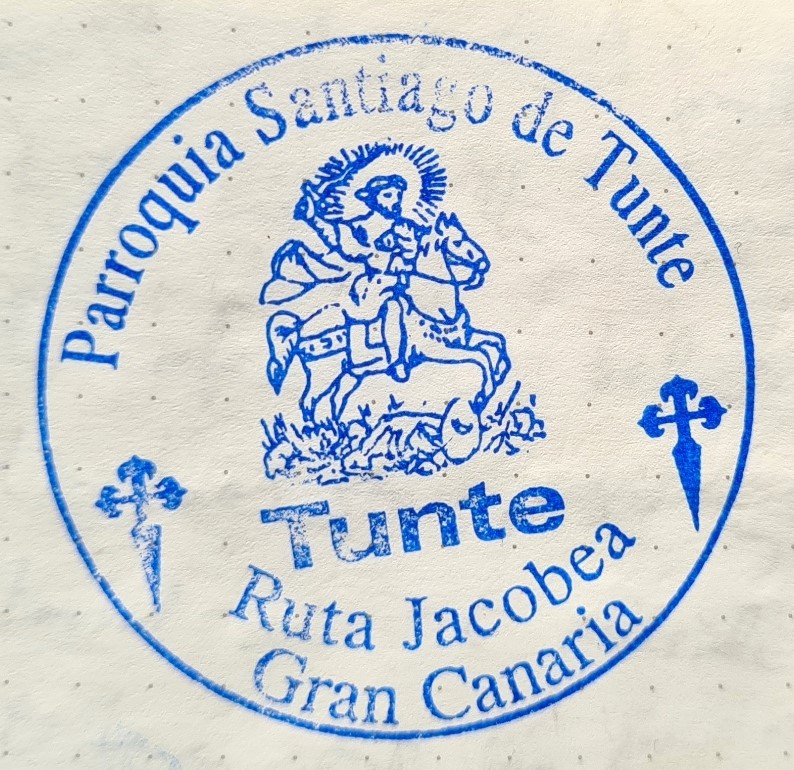 Parroquia Santiago de Tunte
Tunte
Ruta Jacobea
Gran Canaria